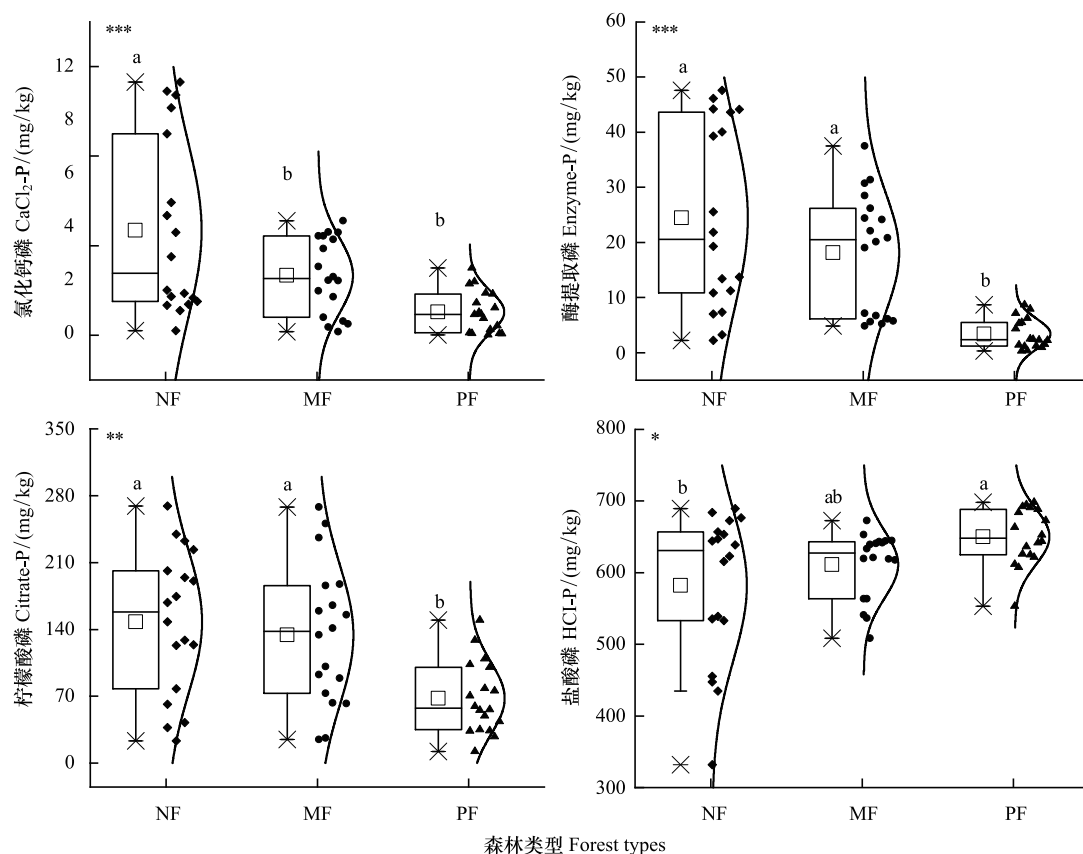 氯化钙磷 CaCl₂-P/(mg/kg)
***
12
8
6
4
2
0
a
b
b
NF
MF
PF
酶提取磷 Enzyme-P/(mg/kg)
***
60
50
40
30
20
10
0
a
a
b
NF
MF
PF
柠檬酸磷 Citrate-P/(mg/kg)
**
350
280
210
140
70
0
a
a
b
NF
MF
PF
盐酸磷 HCl-P/(mg/kg)
*
800
700
600
500
400
300
b
ab
a
NF
MF
PF
森林类型 Forest types